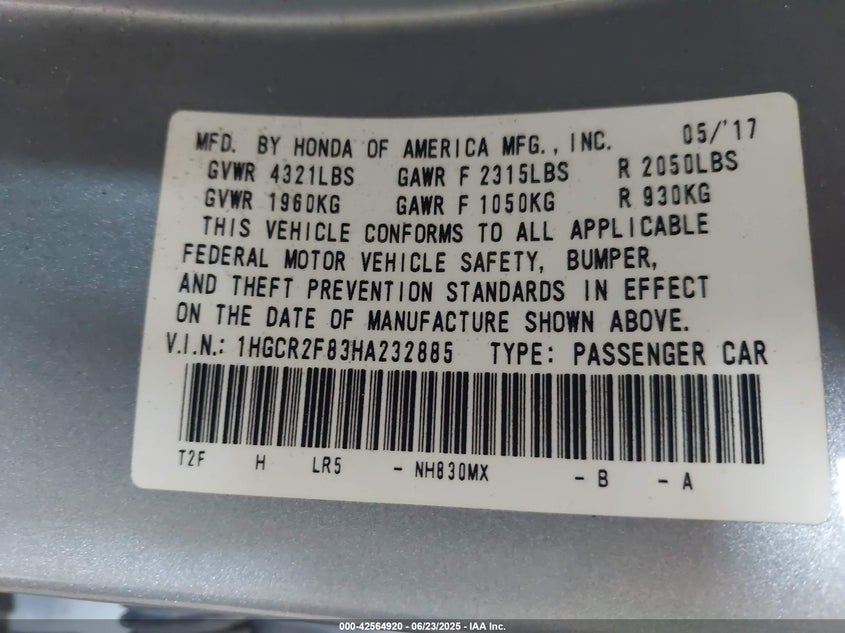 MFD. BY HONDA OF AMERICA MFG., INC. 05/'17
GVWR 4321LBS GAWR F 2315LBS R 2050LBS
GVWR 1960KG GAWR F 1050KG R 930KG
THIS VEHICLE CONFORMS TO ALL APPLICABLE
FEDERAL MOTOR VEHICLE SAFETY, BUMPER,
AND THEFT PREVENTION STANDARDS IN EFFECT
ON THE DATE OF MANUFACTURE SHOWN ABOVE.
V.I.N.: 1HGCR2F83HA232885 TYPE: PASSENGER CAR
T2F H LR5 - NH830MX - B - A
000-42564920 - 06/23/2025 - IAA Inc.